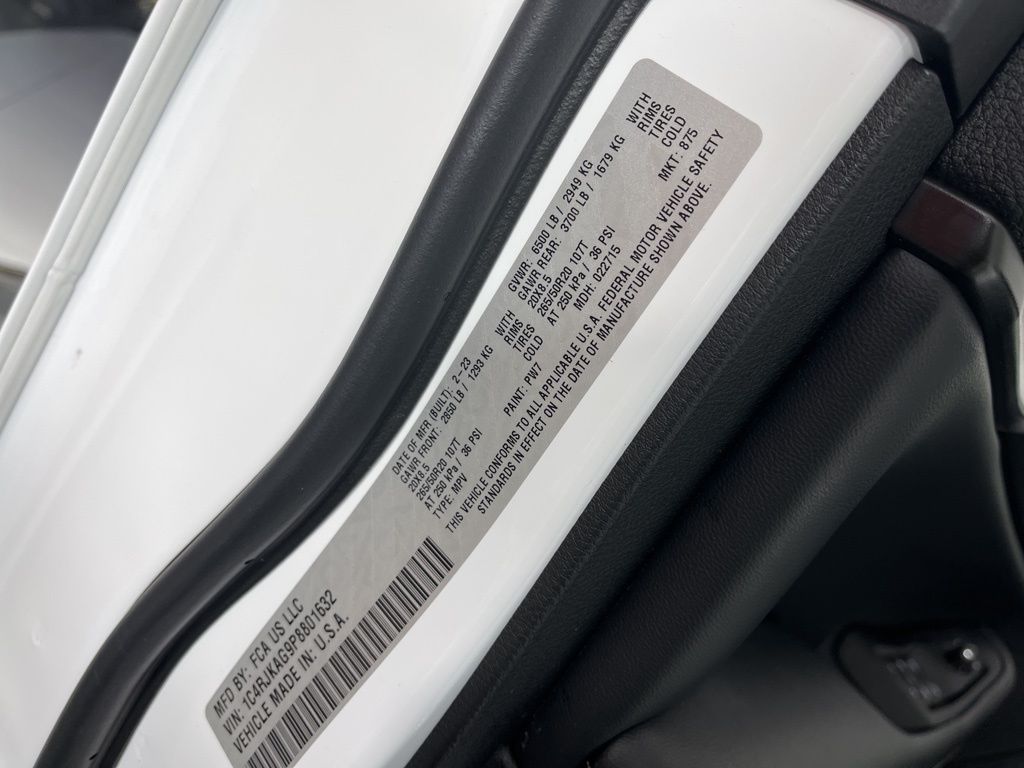 MFD BY: FCA US LLC
VIN: 1C4RJKAG9P8801632
VEHICLE MADE IN: U.S.A.
DATE OF MFR (BUILT): 2-23 GVWR: 6500 LB / 2949 KG
GAWR FRONT: 2850 LB / 1293 KG WITH GAWR REAR: 3700 LB / 1679 KG WITH
20X8.5 RIMS 20X8.5 RIMS
265/50R20 107T TIRES 265/50R20 107T TIRES
AT 250 kPa / 36 PSI COLD AT 250 kPa / 36 PSI COLD
TYPE: MPV PAINT: PW7 MDH: 022715 MKT: 875
THIS VEHICLE CONFORMS TO ALL APPLICABLE U.S.A. FEDERAL MOTOR VEHICLE SAFETY
STANDARDS IN EFFECT ON THE DATE OF MANUFACTURE SHOWN ABOVE.